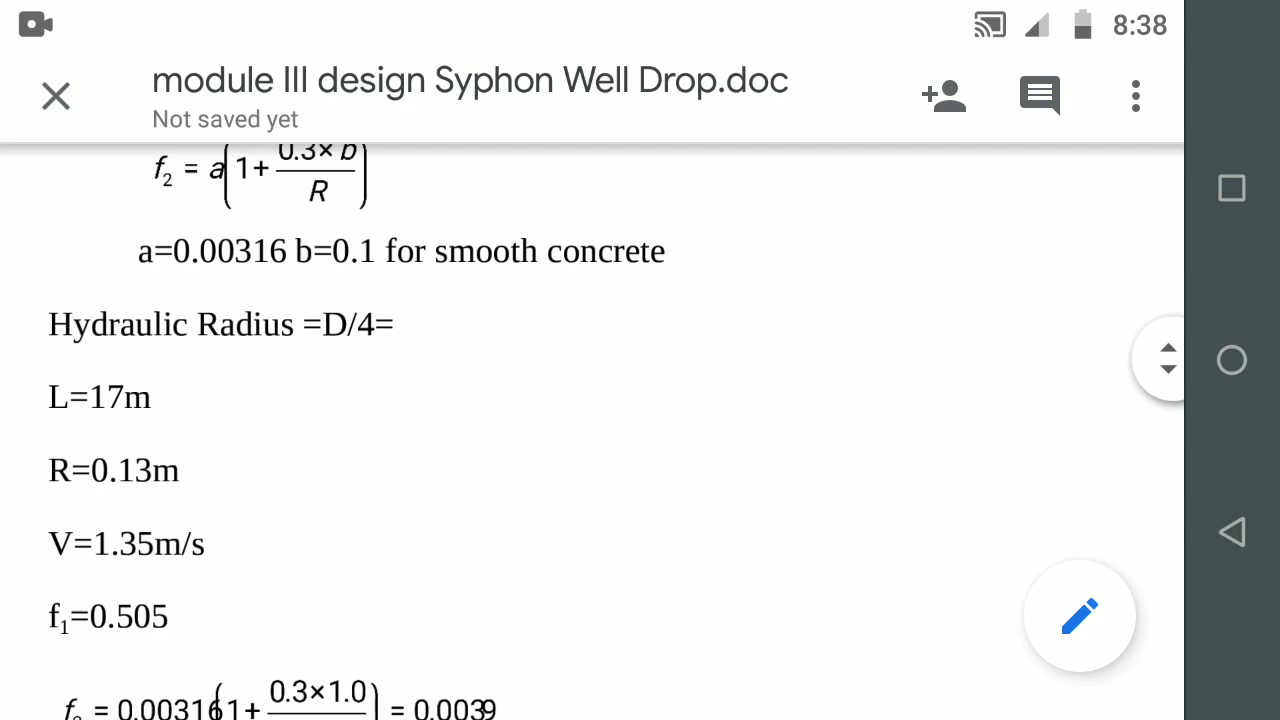 8:38
module III design Syphon Well Drop.doc
Not saved yet
f₂ = a(1+ 0.3× b / R)
a=0.00316 b=0.1 for smooth concrete
Hydraulic Radius =D/4=
L=17m
R=0.13m
V=1.35m/s
f₁=0.505
f₂ = 0.00316(1+ 0.3×1.0) = 0.0039